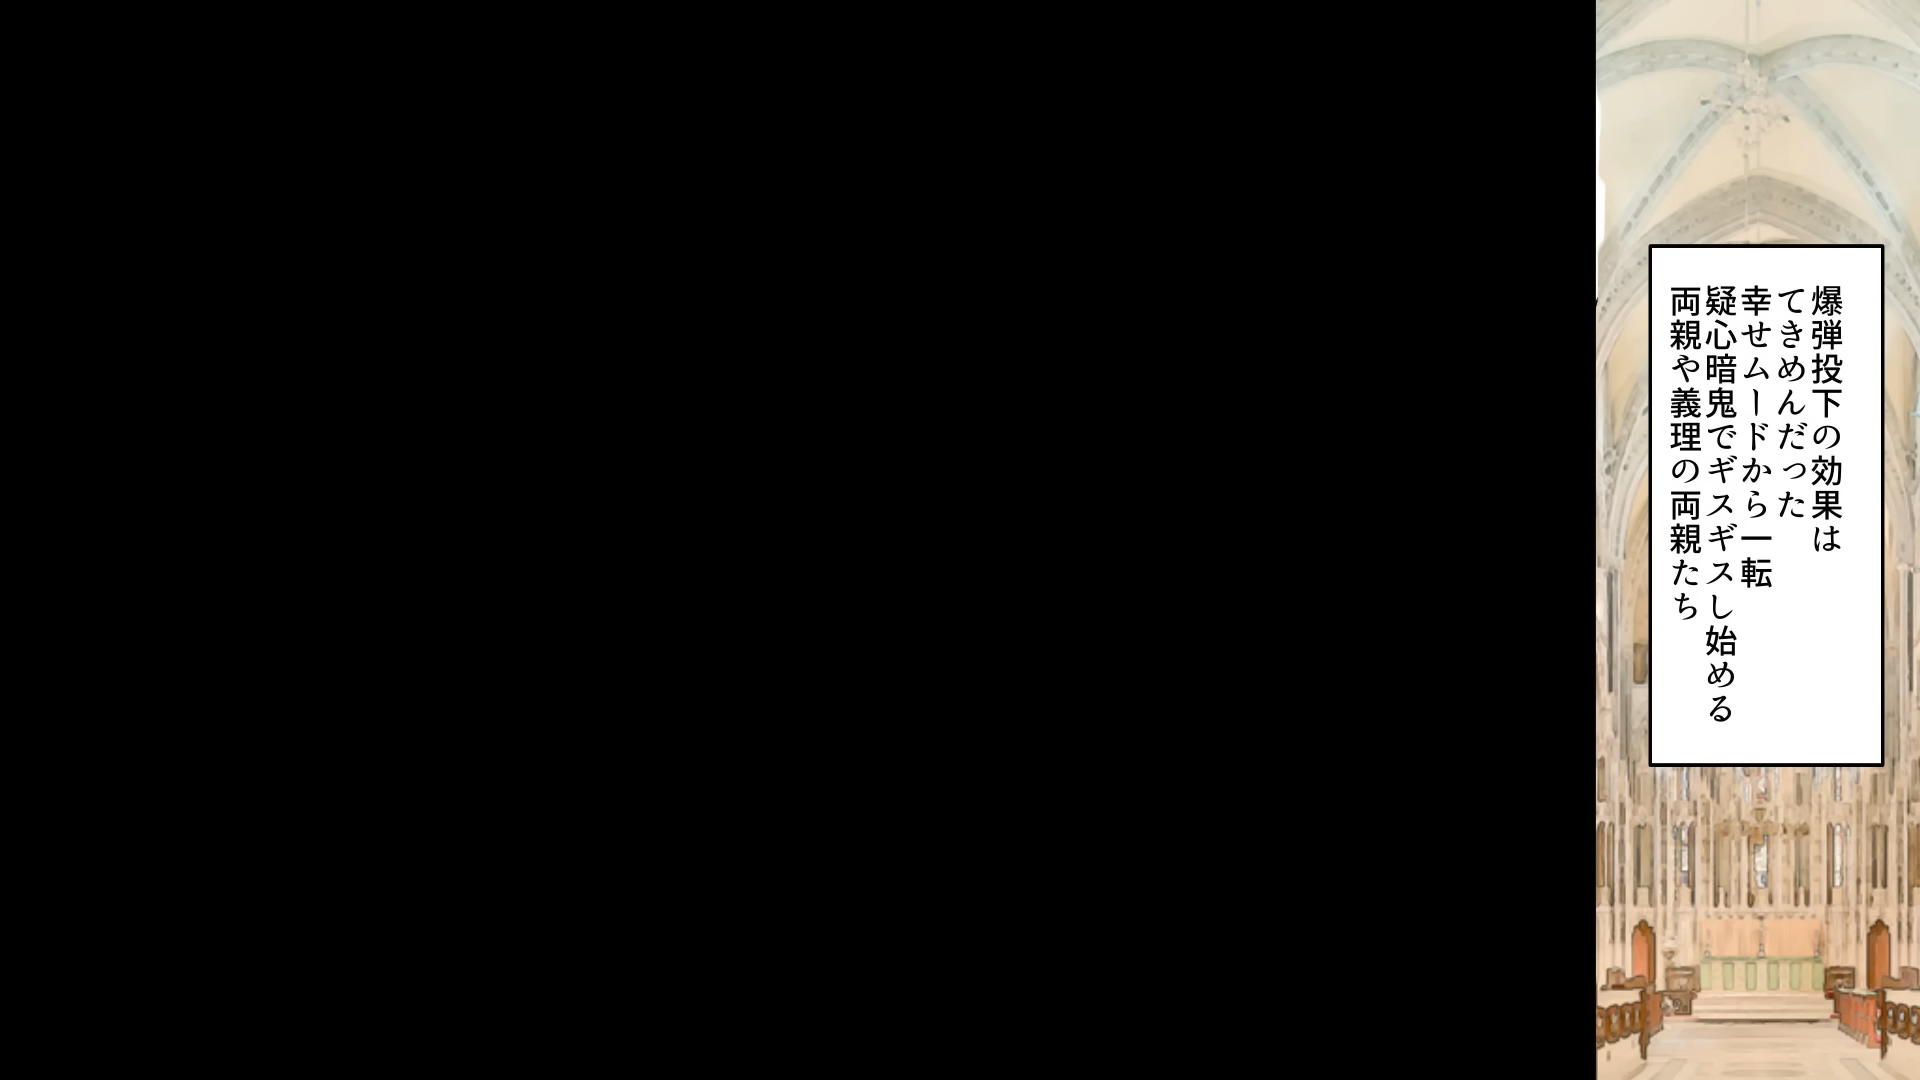 爆弾投下の効果は
てきめんだった
幸せムードから一転
疑心暗鬼でギスギスし始める
両親や義理の両親たち